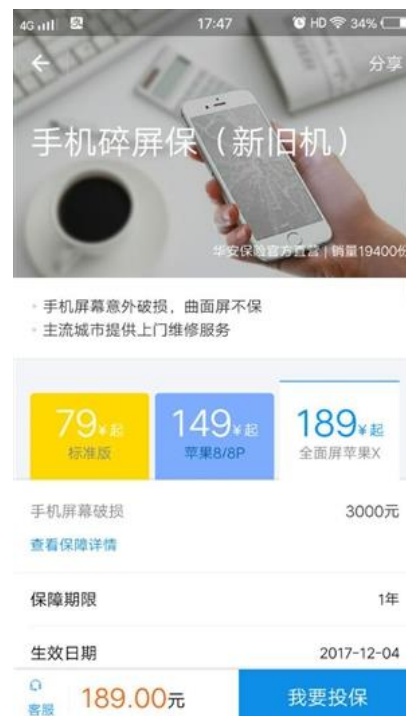 4G 17:47 HD 34%
分享
手机碎屏保（新旧机）
华安保险官方直营 | 销量19400份
手机屏幕意外破损，曲面屏不保
主流城市提供上门维修服务
79¥起 149¥起 189¥起
标准版 苹果8/8P 全面屏苹果X
手机屏幕破损 3000元
查看保障详情
保障期限 1年
生效日期 2017-12-04
客服 189.00元 我要投保